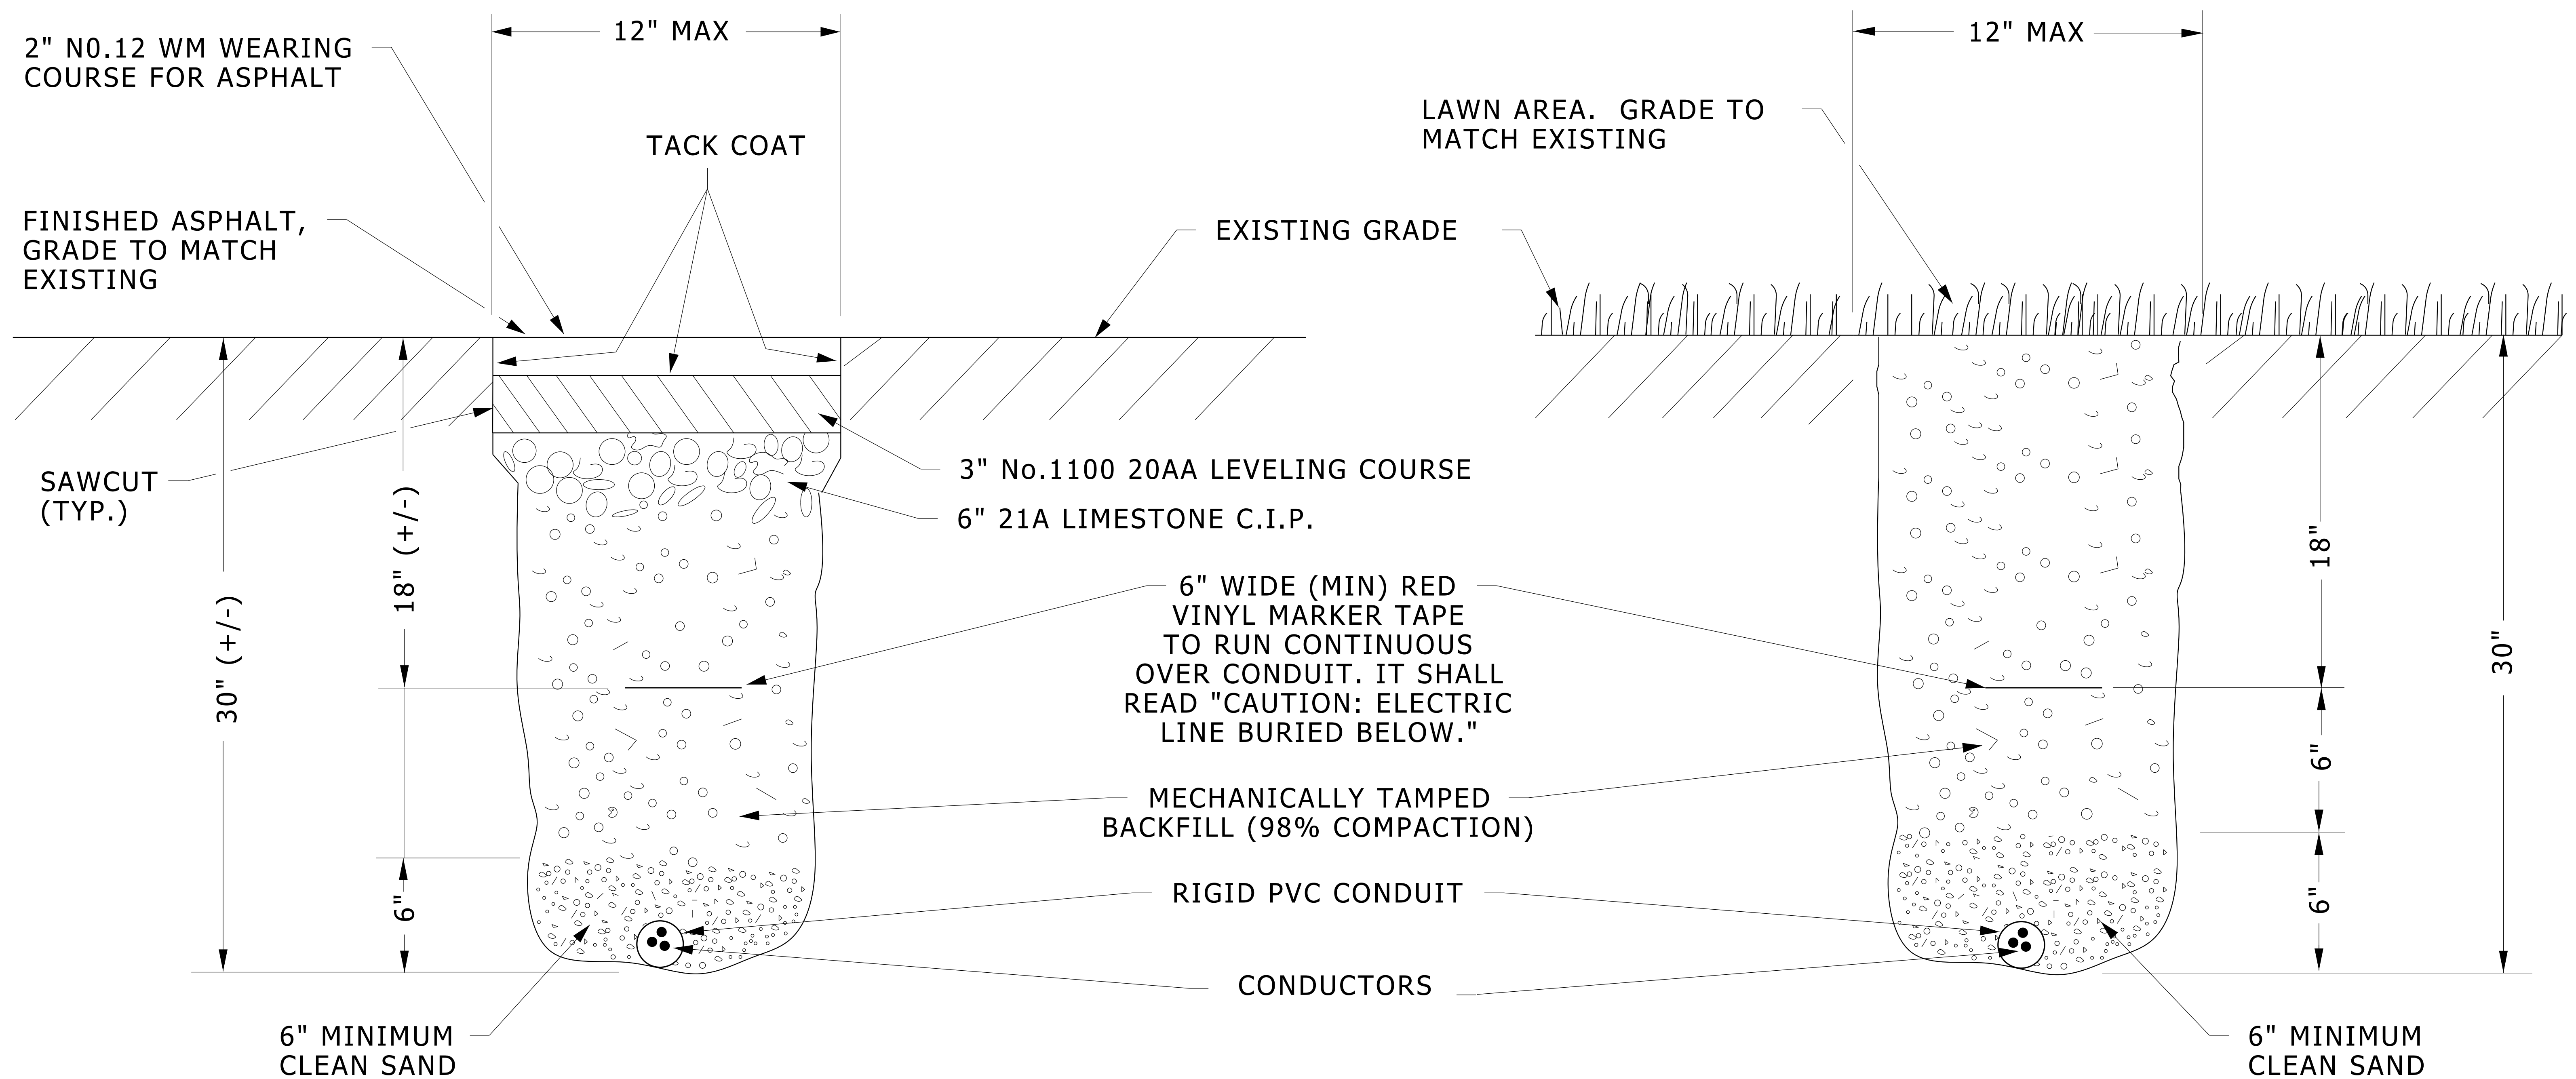 2" N0.12 WM WEARING
COURSE FOR ASPHALT
12" MAX
TACK COAT
FINISHED ASPHALT,
GRADE TO MATCH
EXISTING
SAWCUT
(TYP.)
30" (+/-)
18" (+/-)
6"
6" MINIMUM
CLEAN SAND
EXISTING GRADE
3" No.1100 20AA LEVELING COURSE
6" 21A LIMESTONE C.I.P.
6" WIDE (MIN) RED
VINYL MARKER TAPE
TO RUN CONTINUOUS
OVER CONDUIT. IT SHALL
READ "CAUTION: ELECTRIC
LINE BURIED BELOW."
MECHANICALLY TAMPED
BACKFILL (98% COMPACTION)
RIGID PVC CONDUIT
CONDUCTORS
12" MAX
LAWN AREA.  GRADE TO
MATCH EXISTING
18"
6"
6"
30"
6" MINIMUM
CLEAN SAND